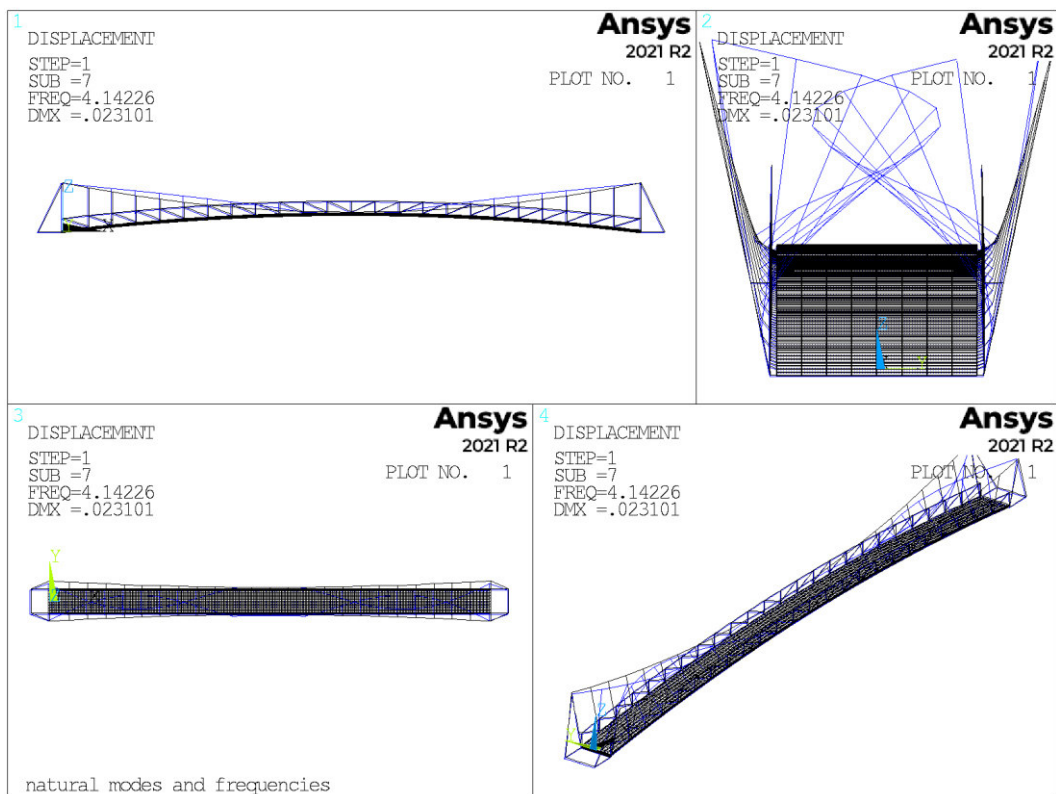 1
Ansys
2021 R2
DISPLACEMENT
STEP=1
SUB =7
FREQ=4.14226
DMX =.023101
PLOT NO.   1
Z
X
2
Ansys
2021 R2
DISPLACEMENT
STEP=1
SUB =7
FREQ=4.14226
DMX =.023101
PLOT NO.   1
Z
Y
3
Ansys
2021 R2
DISPLACEMENT
STEP=1
SUB =7
FREQ=4.14226
DMX =.023101
PLOT NO.   1
Y
natural modes and frequencies
4
Ansys
2021 R2
DISPLACEMENT
STEP=1
SUB =7
FREQ=4.14226
DMX =.023101
PLOT NO.   1
Z
Y